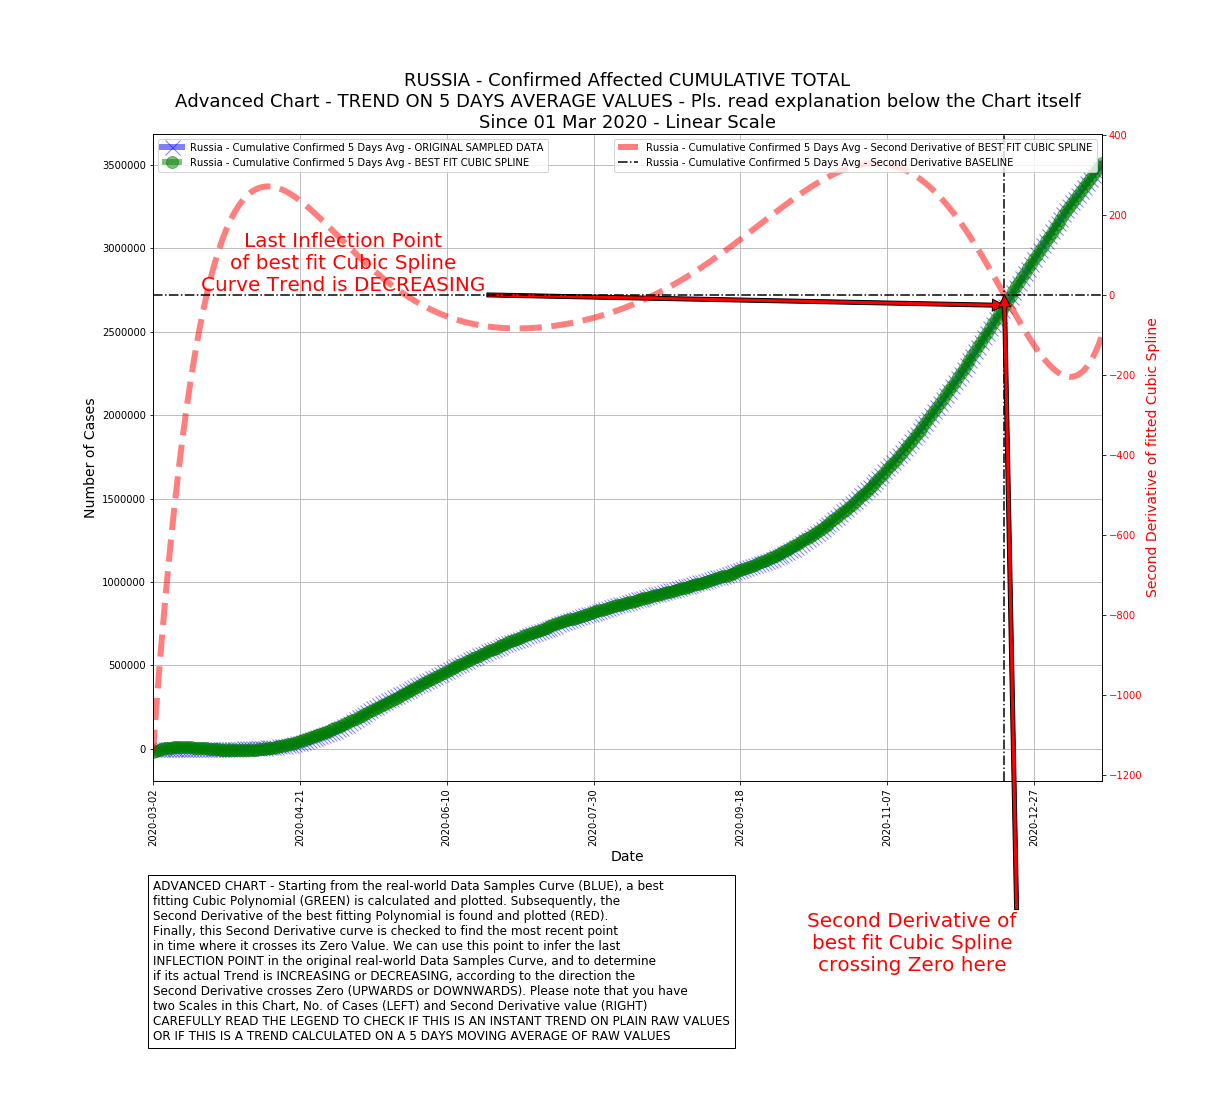 RUSSIA - Confirmed Affected CUMULATIVE TOTAL
Advanced Chart - TREND ON 5 DAYS AVERAGE VALUES - Pls. read explanation below the Chart itself
Since 01 Mar 2020 - Linear Scale
Russia - Cumulative Confirmed 5 Days Avg - ORIGINAL SAMPLED DATA
Russia - Cumulative Confirmed 5 Days Avg - BEST FIT CUBIC SPLINE
Russia - Cumulative Confirmed 5 Days Avg - Second Derivative of BEST FIT CUBIC SPLINE
Russia - Cumulative Confirmed 5 Days Avg - Second Derivative BASELINE
Last Inflection Point
of best fit Cubic Spline
Curve Trend is DECREASING
Number of Cases
3500000
3000000
2500000
2000000
1500000
1000000
500000
0
400
200
0
−200
−400
−600
−800
−1000
−1200
Second Derivative of fitted Cubic Spline
2020-03-02
2020-04-21
2020-06-10
2020-07-30
2020-09-18
2020-11-07
2020-12-27
Date
Second Derivative of
best fit Cubic Spline
crossing Zero here
ADVANCED CHART - Starting from the real-world Data Samples Curve (BLUE), a best
fitting Cubic Polynomial (GREEN) is calculated and plotted. Subsequently, the
Second Derivative of the best fitting Polynomial is found and plotted (RED).
Finally, this Second Derivative curve is checked to find the most recent point
in time where it crosses its Zero Value. We can use this point to infer the last
INFLECTION POINT in the original real-world Data Samples Curve, and to determine
if its actual Trend is INCREASING or DECREASING, according to the direction the
Second Derivative crosses Zero (UPWARDS or DOWNWARDS). Please note that you have
two Scales in this Chart, No. of Cases (LEFT) and Second Derivative value (RIGHT)
CAREFULLY READ THE LEGEND TO CHECK IF THIS IS AN INSTANT TREND ON PLAIN RAW VALUES
OR IF THIS IS A TREND CALCULATED ON A 5 DAYS MOVING AVERAGE OF RAW VALUES